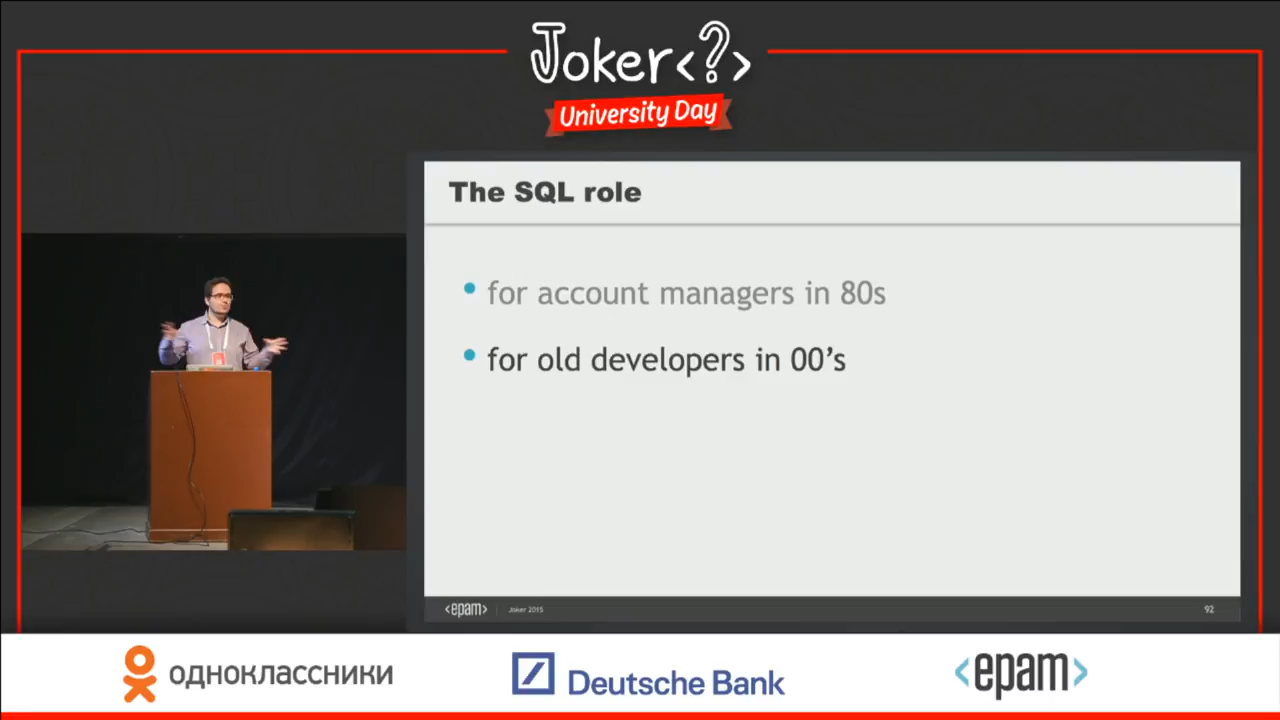 Joker<?>
University Day
The SQL role
• for account managers in 80s
• for old developers in 00's
<epam> | Joker 2015
92
одноклассники
Deutsche Bank
<epam>